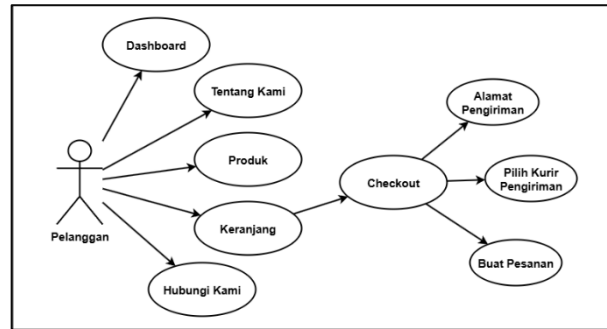 Dashboard
Tentang Kami
Produk
Keranjang
Hubungi Kami
Pelanggan
Checkout
Alamat
Pengiriman
Pilih Kurir
Pengiriman
Buat Pesanan